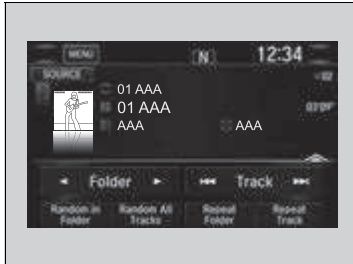 MENU
N
12:34
SOURCE
01 AAA
01 AAA
AAA
AAA
Folder
Track
Random in Folder
Random All Tracks
Repeat Folder
Repeat Track